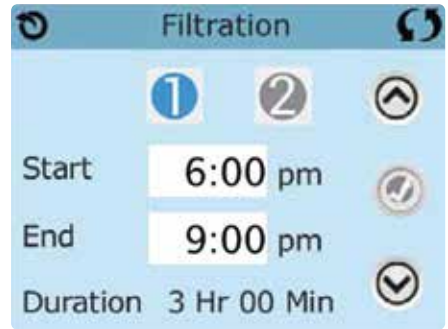 Filtration
1 2
Start 6:00 pm
End 9:00 pm
Duration 3 Hr 00 Min